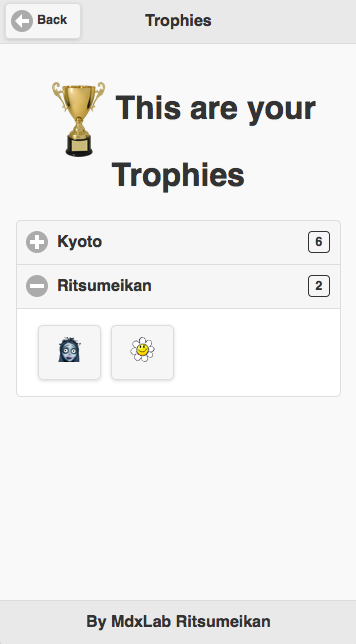 Back
Trophies
This are your
Trophies
Kyoto 6
Ritsumeikan 2
By MdxLab Ritsumeikan